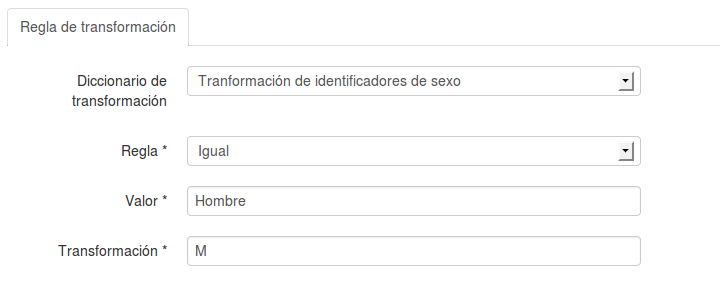 Regla de transformación
Diccionario de
transformación
Tranformación de identificadores de sexo
Regla *
Igual
Valor *
Hombre
Transformación *
M